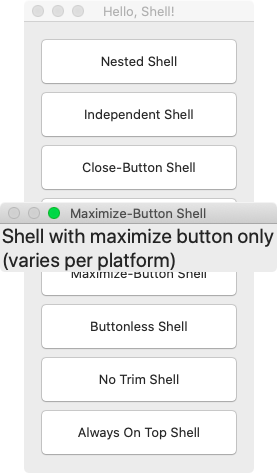 Hello, Shell!
Nested Shell
Independent Shell
Close-Button Shell
Maximize-Button Shell
Shell with maximize button only
(varies per platform)
Maximize-Button Shell
Buttonless Shell
No Trim Shell
Always On Top Shell